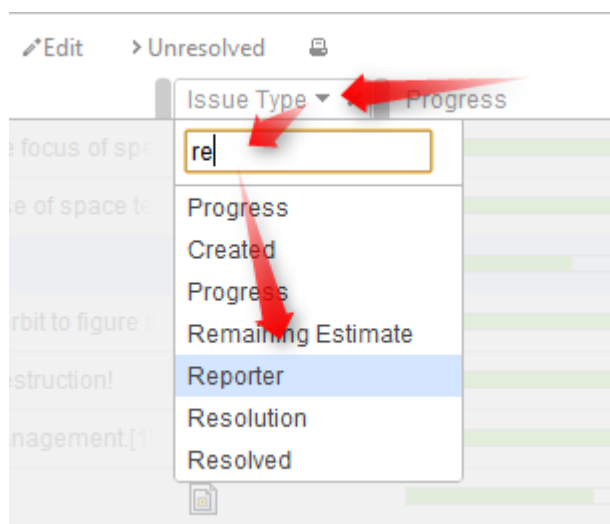 Edit > Unresolved
Issue Type Progress
e focus of spe
re
se of space te
Progress
Created
Progress
rbit to figure
Remaining Estimate
estruction!
Reporter
Resolution
nagement.[1
Resolved